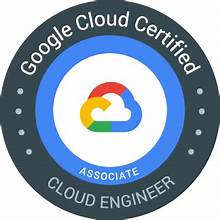 Google Cloud Certified
ASSOCIATE
CLOUD ENGINEER